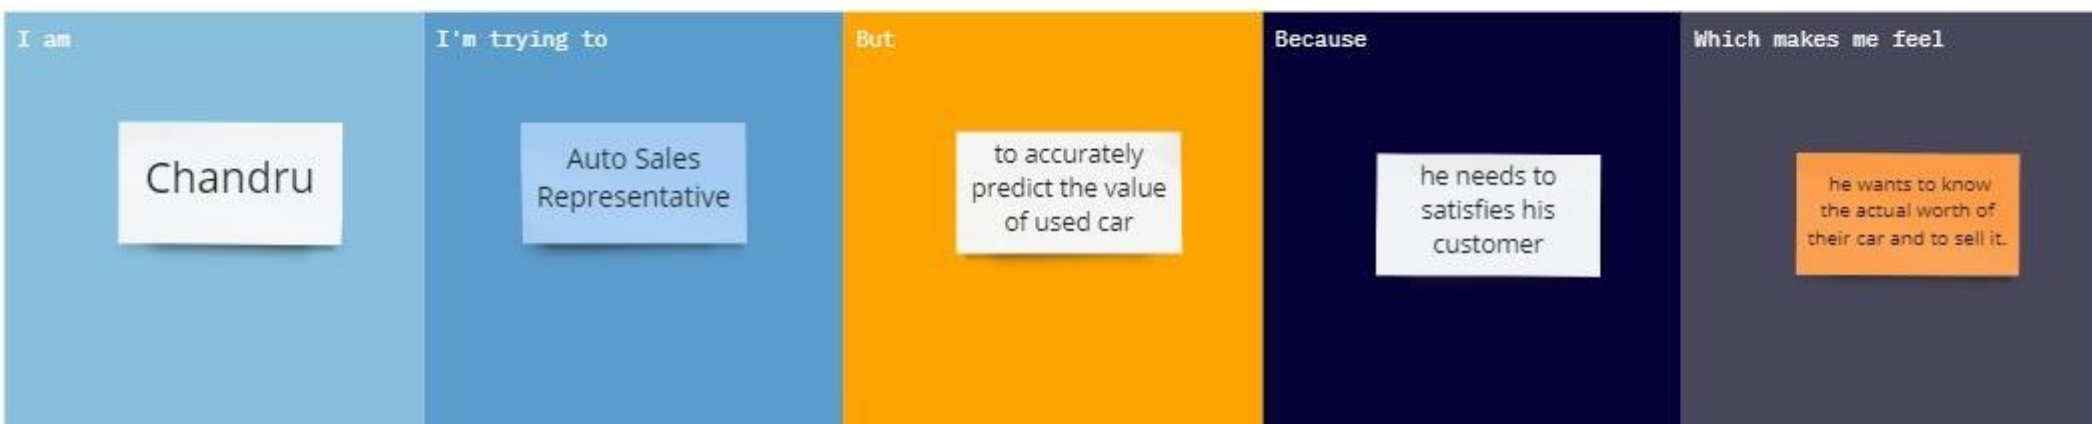 I am
Chandru
I'm trying to
Auto Sales
Representative
But
to accurately
predict the value
of used car
Because
he needs to
satisfies his
customer
Which makes me feel
he wants to know
the actual worth of
their car and to sell it.